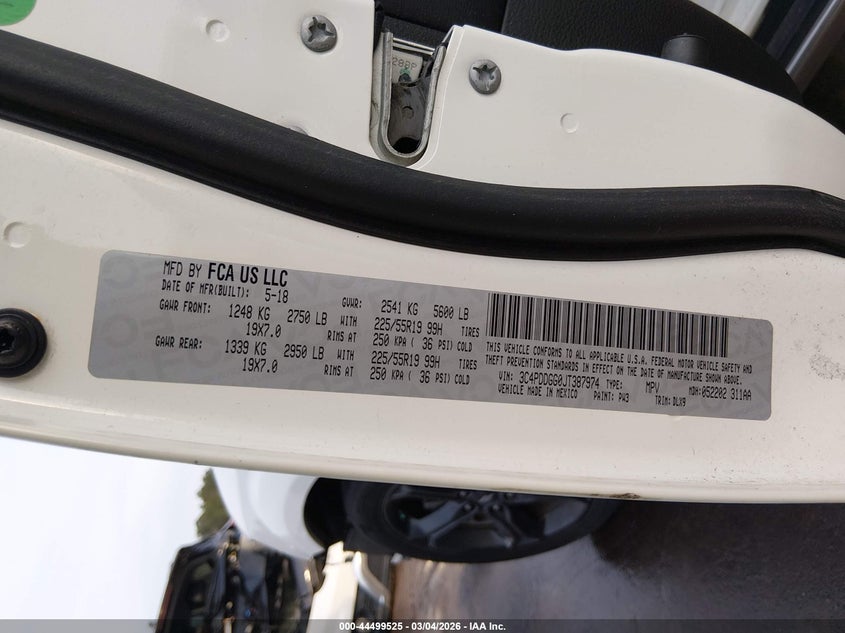 288P
MFD BY FCA US LLC
DATE OF MFR(BUILT): 5-18 GVWR: 2541 KG 5600 LB
GAWR FRONT: 1248 KG 2750 LB WITH 225/55R19 99H TIRES
19X7.0 RIMS AT 250 KPA ( 36 PSI) COLD
GAWR REAR: 1339 KG 2950 LB WITH 225/55R19 99H TIRES
19X7.0 RIMS AT 250 KPA ( 36 PSI) COLD
THIS VEHICLE CONFORMS TO ALL APPLICABLE U.S.A. FEDERAL MOTOR VEHICLE SAFETY AND
THEFT PREVENTION STANDARDS IN EFFECT ON THE DATE OF MANUFACTURE SHOWN ABOVE.
VIN: 3C4PDDGG0JT387974 TYPE: MPV MDH: 052202 311AA
VEHICLE MADE IN MEXICO PAINT: PW3 TRIM: DLX9
000-44499525 - 03/04/2026 - IAA Inc.